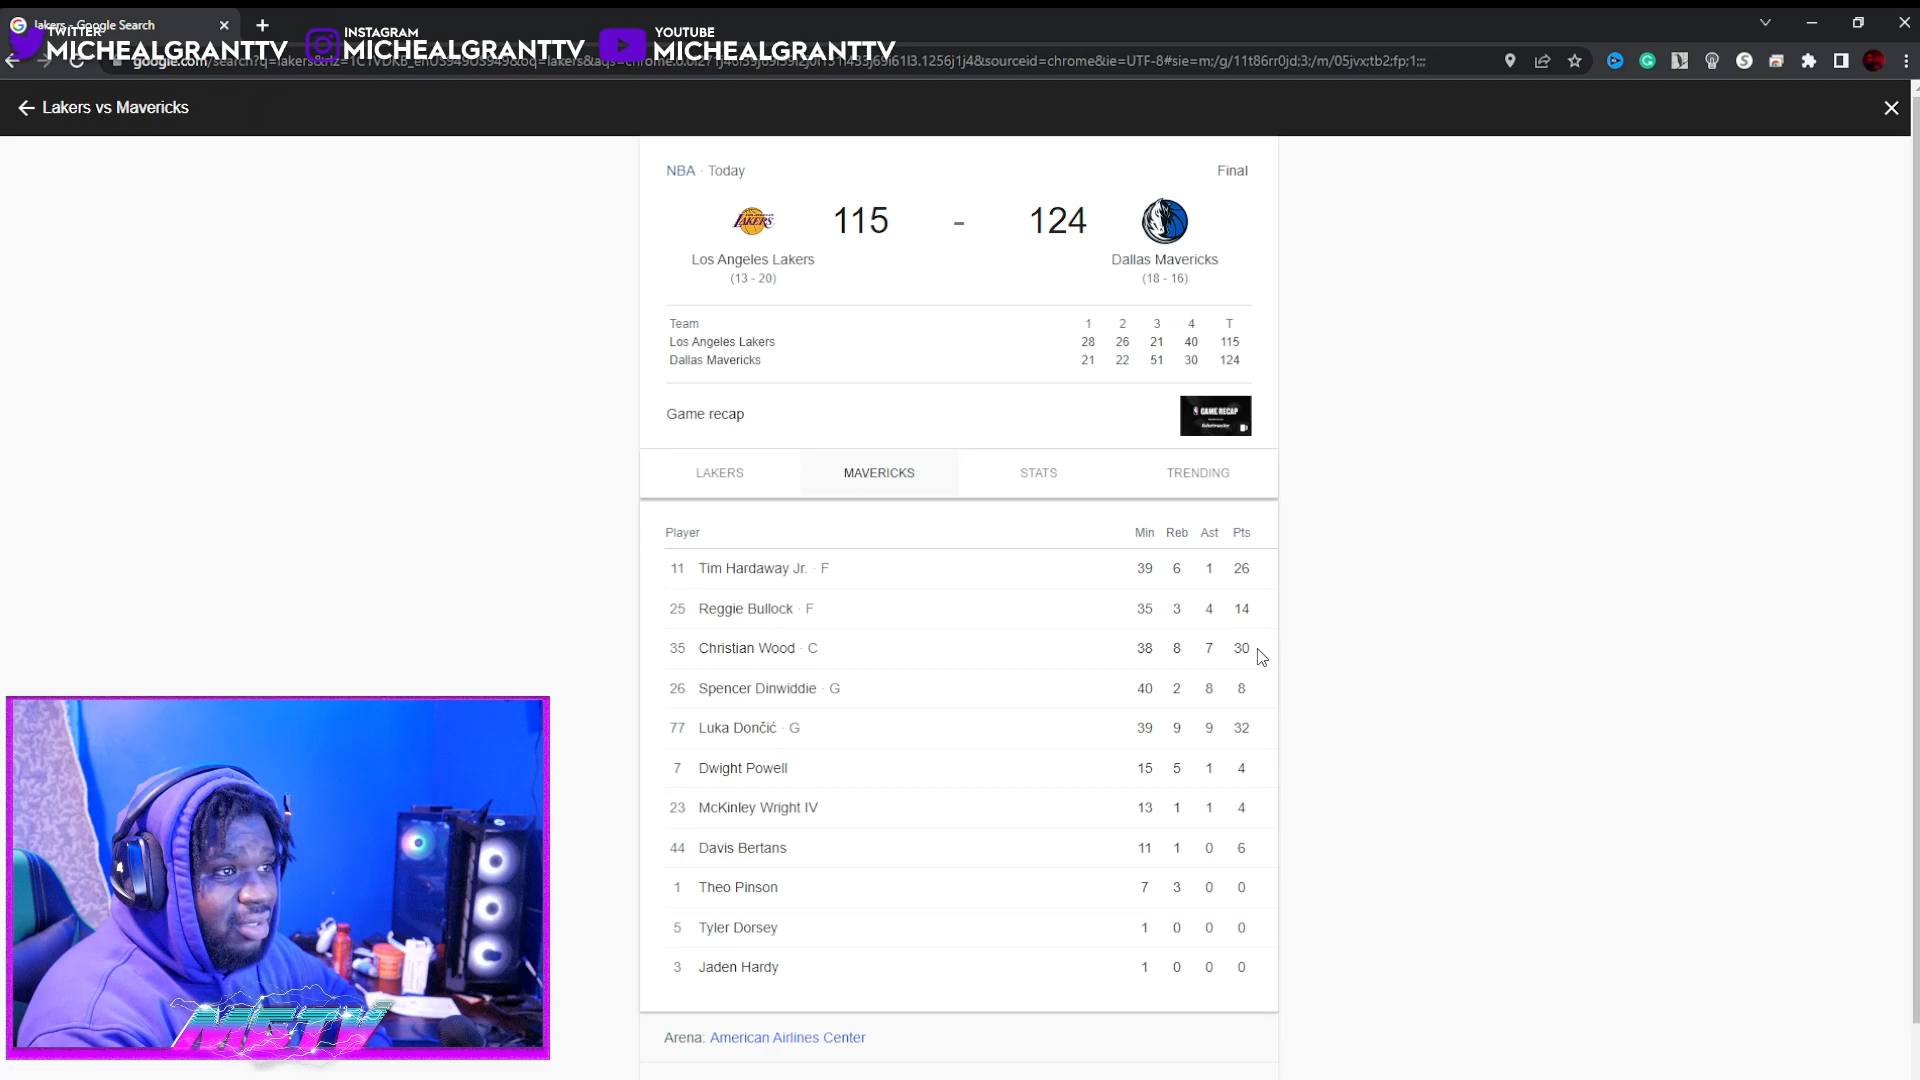 lakers - Google Search
TWITTER
MICHEALGRANTTV
INSTAGRAM
MICHEALGRANTTV
YOUTUBE
MICHEALGRANTTV
Lakers vs Mavericks
NBA · Today
Final
LAKERS
115 - 124
Los Angeles Lakers
(13 - 20)
Dallas Mavericks
(18 - 16)
Team 1 2 3 4 T
Los Angeles Lakers 28 26 21 40 115
Dallas Mavericks 21 22 51 30 124
Game recap
GAME RECAP
LAKERS MAVERICKS STATS TRENDING
Player Min Reb Ast Pts
11 Tim Hardaway Jr. · F 39 6 1 26
25 Reggie Bullock · F 35 3 4 14
35 Christian Wood · C 38 8 7 30
26 Spencer Dinwiddie · G 40 2 8 8
77 Luka Dončić · G 39 9 9 32
7 Dwight Powell 15 5 1 4
23 McKinley Wright IV 13 1 1 4
44 Davis Bertans 11 1 0 6
1 Theo Pinson 7 3 0 0
5 Tyler Dorsey 1 0 0 0
3 Jaden Hardy 1 0 0 0
Arena: American Airlines Center
MGTV